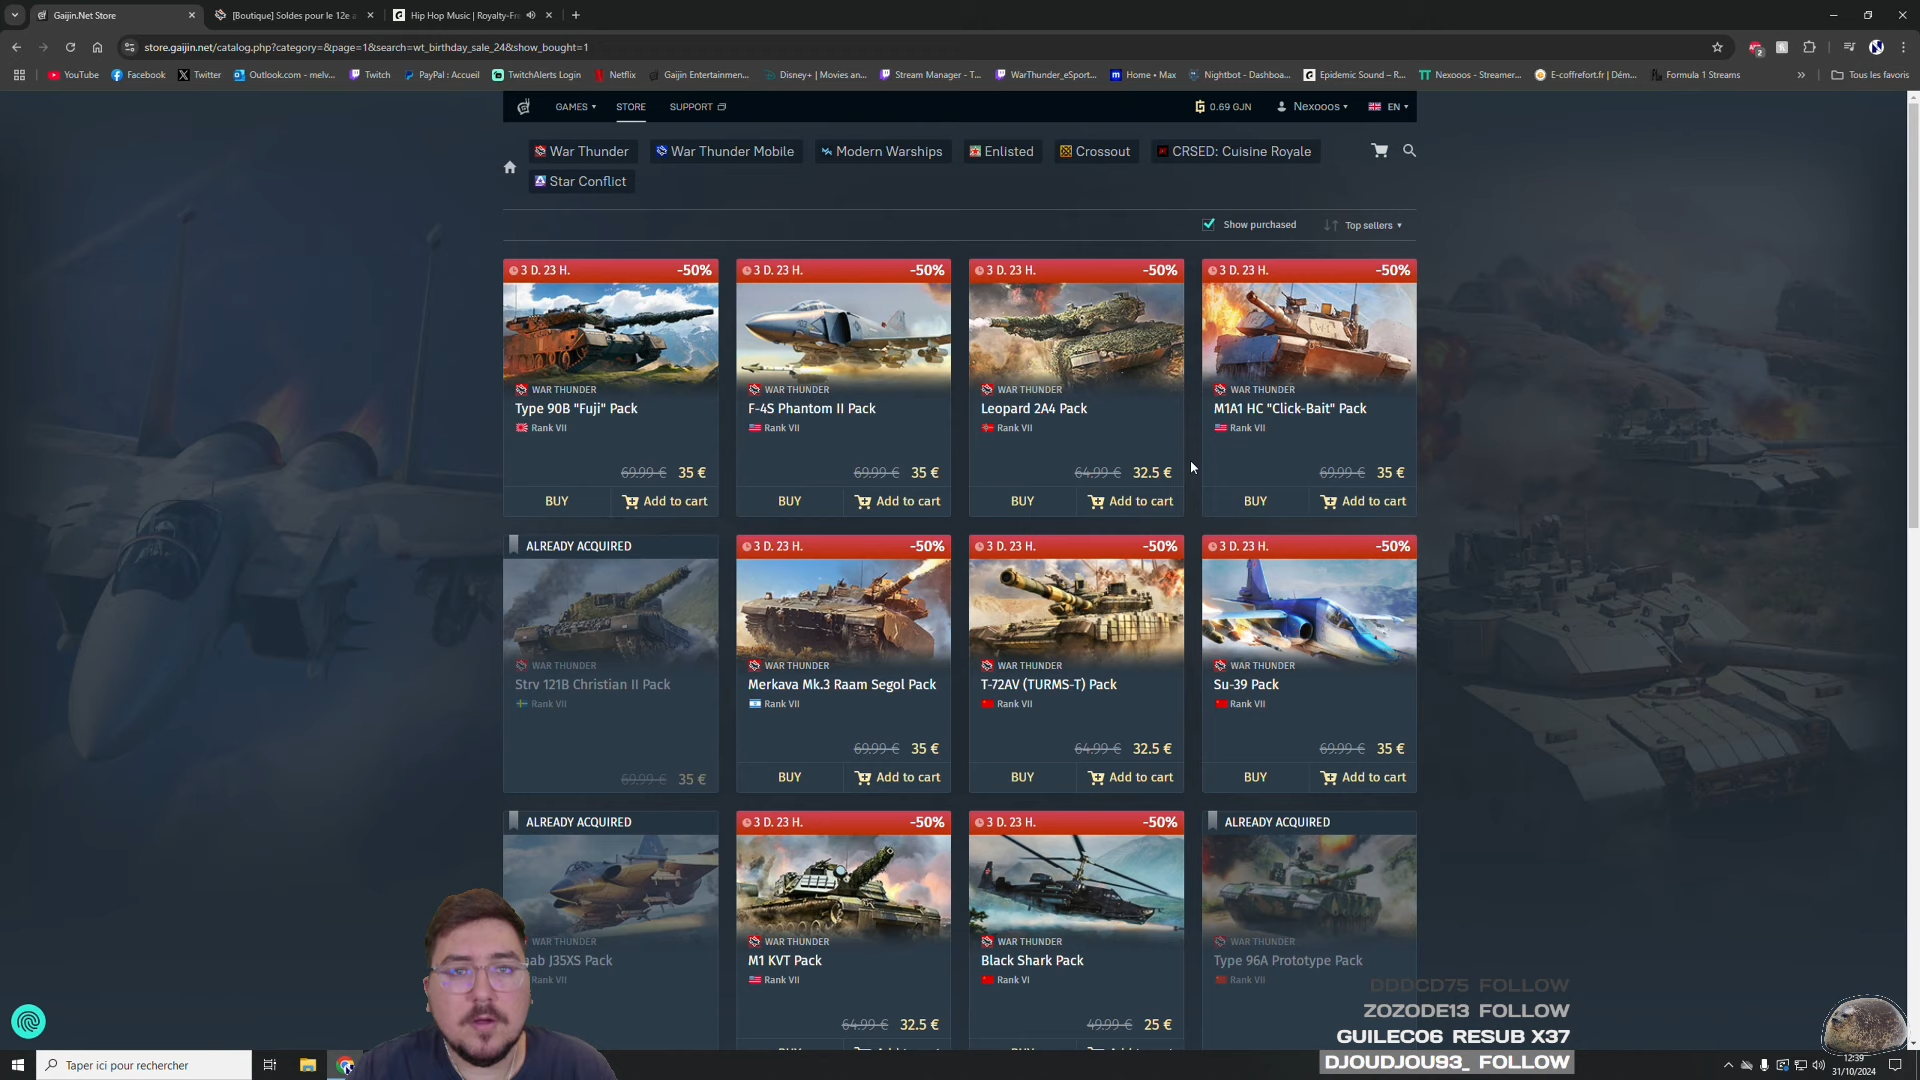 Gaijin.Net Store
[Boutique] Soldes pour le 12e a
Hip Hop Music | Royalty-Fr
store.gaijin.net/catalog.php?category=&page=1&search=wt_birthday_sale_24&show_bought=1
YouTube
Facebook
Twitter
Outlook.com - melv...
Twitch
PayPal : Accueil
TwitchAlerts Login
Netflix
Gaijin Entertainmen...
Disney+ | Movies an...
Stream Manager - T...
WarThunder_eSport...
Home • Max
Nightbot - Dashboa...
Epidemic Sound – R...
Nexooos - Streamer...
E-coffrefort.fr | Dém...
Formula 1 Streams
Tous les favoris
GAMES
STORE
SUPPORT
0.69 GJN
Nexooos
EN
War Thunder
War Thunder Mobile
Modern Warships
Enlisted
Crossout
CRSED: Cuisine Royale
Star Conflict
Show purchased
Top sellers
3 D. 23 H. -50%
3 D. 23 H. -50%
3 D. 23 H. -50%
3 D. 23 H. -50%
WAR THUNDER
WAR THUNDER
WAR THUNDER
WAR THUNDER
Type 90B "Fuji" Pack
F-4S Phantom II Pack
Leopard 2A4 Pack
M1A1 HC "Click-Bait" Pack
Rank VII
Rank VII
Rank VII
Rank VII
69.99 € 35 €
69.99 € 35 €
64.99 € 32.5 €
69.99 € 35 €
BUY Add to cart
BUY Add to cart
BUY Add to cart
BUY Add to cart
ALREADY ACQUIRED
3 D. 23 H. -50%
3 D. 23 H. -50%
3 D. 23 H. -50%
WAR THUNDER
WAR THUNDER
WAR THUNDER
WAR THUNDER
Strv 121B Christian II Pack
Merkava Mk.3 Raam Segol Pack
T-72AV (TURMS-T) Pack
Su-39 Pack
Rank VII
Rank VII
Rank VII
Rank VII
69.99 € 35 €
69.99 € 35 €
64.99 € 32.5 €
69.99 € 35 €
BUY Add to cart
BUY Add to cart
BUY Add to cart
ALREADY ACQUIRED
3 D. 23 H. -50%
3 D. 23 H. -50%
ALREADY ACQUIRED
WAR THUNDER
WAR THUNDER
WAR THUNDER
WAR THUNDER
J35XS Pack
M1 KVT Pack
Black Shark Pack
Type 96A Prototype Pack
Rank VII
Rank VII
Rank VI
Rank VII
64.99 € 32.5 €
49.99 € 25 €
DDDCD75 FOLLOW
ZOZODE13 FOLLOW
GUILEC06 RESUB X37
DJOUDJOU93_ FOLLOW
Taper ici pour rechercher
12:39
31/10/2024